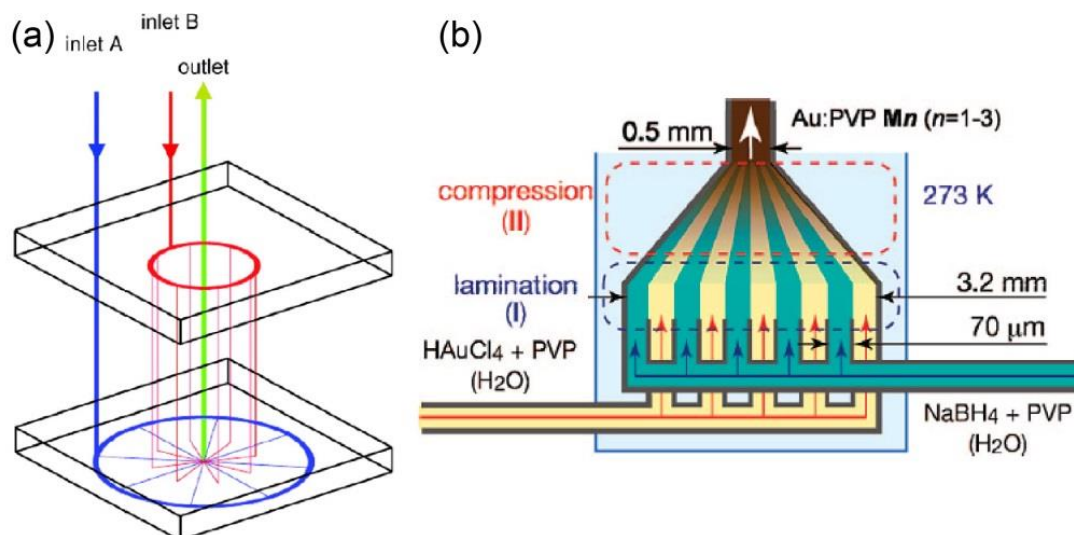 (a)
inlet A
inlet B
outlet
(b)
0.5 mm
Au:PVP Mn (n=1-3)
compression
(II)
273 K
lamination
(I)
3.2 mm
70 μm
HAuCl4 + PVP
(H2O)
NaBH4 + PVP
(H2O)